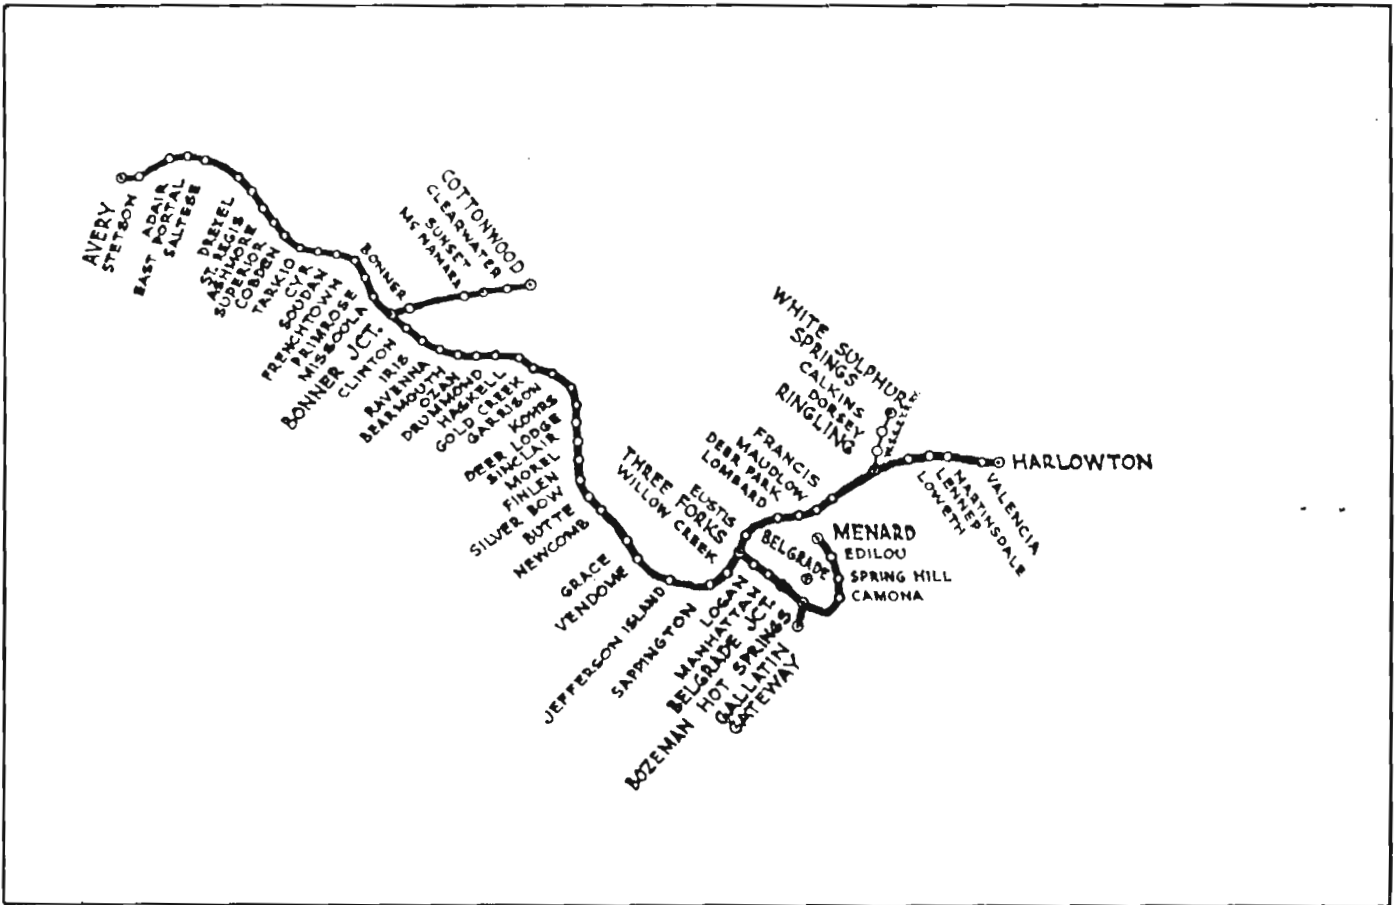 AVERY
STETSON
ADAIR
EAST PORTAL
SALTESE
DREXEL
ST. REGIS
ASHMORE
SUPERIOR
COBDEN
TARKIO
CYR
SOUDAN
FRENCHTOWN
PRIMROSE
MISSOULA
BONNER JCT.
BONNER
MC NAMARA
SUNSET
CLEARWATER
COTTONWOOD
CLINTON
IRIS
RAVENNA
BEARMOUTH
OZAN
DRUMMOND
HASKELL
GOLD CREEK
GARRISON
KOHRS
DEER LODGE
SINCLAIR
MOREL
FINLEN
SILVER BOW
BUTTE
NEWCOMB
GRACE
VENDOME
JEFFERSON ISLAND
SAPPINGTON
WILLOW CREEK
THREE FORKS
EUSTIS
LOMBARD
DEER PARK
MAUDLOW
FRANCIS
RINGLING
DORSEY
CALKINS
WHITE SULPHUR
SPRINGS
LOWETH
LENNEP
MARTINSDALE
VALENCIA
HARLOWTON
LOGAN
MANHATTAN
BELGRADE JCT.
BELGRADE
BOZEMAN HOT SPRINGS
GALLATIN
GATEWAY
MENARD
EDILOU
SPRING HILL
CAMONA